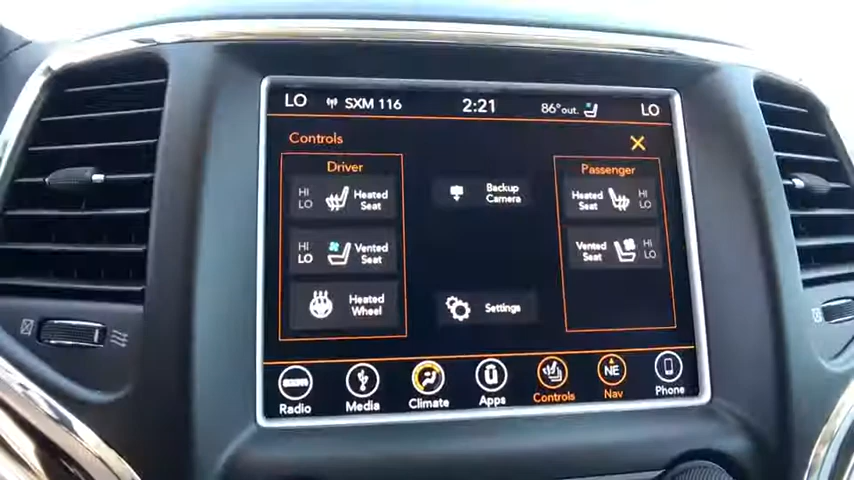 LO SXM 116 2:21 86°out. LO
Controls
Driver
Passenger
HI
LO
Heated
Seat
Backup
Camera
Heated
Seat
HI
LO
HI
LO
Vented
Seat
Vented
Seat
HI
LO
Heated
Wheel
Settings
Radio
Media
Climate
Apps
Controls
NE
Nav
Phone